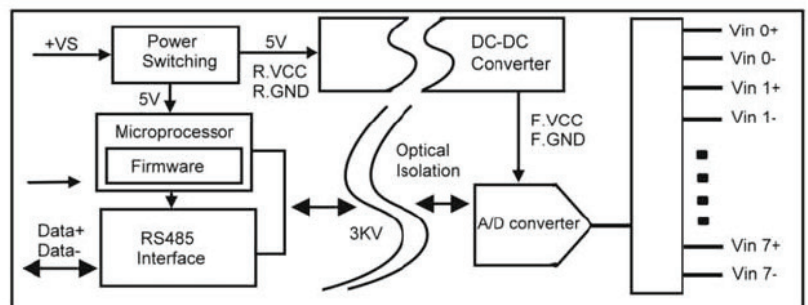 +VS
Power
Switching
5V
R.VCC
R.GND
DC-DC
Converter
5V
Microprocessor
Firmware
F.VCC
F.GND
Optical
Isolation
3KV
A/D converter
Data+
Data-
RS485
Interface
Vin 0+
Vin 0-
Vin 1+
Vin 1-
Vin 7+
Vin 7-